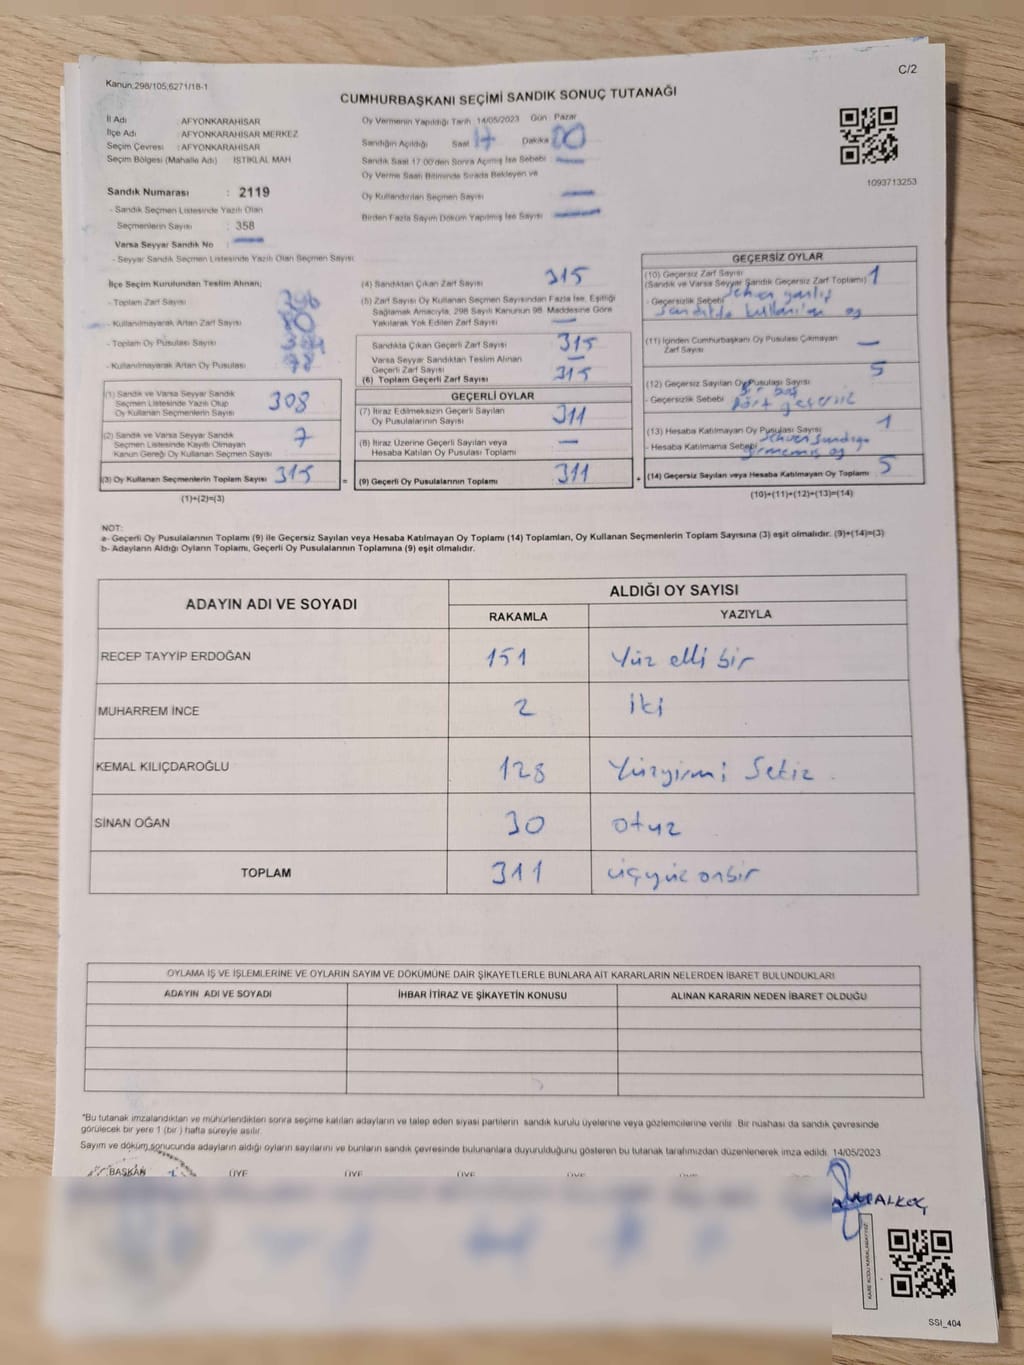 C/2
Kanun;298/105;6271/18-1
CUMHURBAŞKANI SEÇİMİ SANDIK SONUÇ TUTANAĞI
İl Adı : AFYONKARAHİSAR
İlçe Adı : AFYONKARAHİSAR MERKEZ
Seçim Çevresi : AFYONKARAHİSAR
Seçim Bölgesi (Mahalle Adı) İSTİKLAL MAH
Sandık Numarası : 2119
- Sandık Seçmen Listesinde Yazılı Olan
Seçmenlerin Sayısı : 358
Varsa Seyyar Sandık No :
- Seyyar Sandık Listesinde Yazılı Olan Seçmen Sayısı:
Oy Vermenin Yapıldığı Tarih 14/05/2023 Gün Pazar
Sandığın Açıldığı Saat 17 Dakika 00
Sandık Saat 17:00'den Sonra Açılmış İse Sebebi
Oy Verme Saati Bitiminde Sırada Bekleyen ve
Oy Kullandırılan Seçmen Sayısı
Birden Fazla Sayım Döküm Yapılmış İse Sayısı
1093713253
İlçe Seçim Kurulundan Teslim Alınan;
- Toplam Zarf Sayısı
- Kullanılmayarak Artan Zarf Sayısı
- Toplam Oy Pusulası Sayısı
- Kullanılmayarak Artan Oy Pusulası 78
(1) Sandık ve Varsa Seyyar Sandık
Seçmen Listesinde Yazılı Olup
Oy Kullanan Seçmenlerin Sayısı 308
(2) Sandık ve Varsa Seyyar Sandık
Seçmen Listesinde Kayıtlı Olmayan
Kanun Gereği Oy Kullanan Seçmen Sayısı 7
(3) Oy Kullanan Seçmenlerin Toplam Sayısı 315
(1)+(2)=(3)
(4) Sandıktan Çıkan Zarf Sayısı 315
(5) Zarf Sayısı Oy Kullanan Seçmen Sayısından Fazla İse, Eşitliği
Sağlamak Amacıyla, 298 Sayılı Kanunun 98. Maddesine Göre
Yakılarak Yok Edilen Zarf Sayısı
Sandıkta Çıkan Geçerli Zarf Sayısı 315
Varsa Seyyar Sandıktan Teslim Alınan
Geçerli Zarf Sayısı
(6) Toplam Geçerli Zarf Sayısı 315
GEÇERLİ OYLAR
(7) İtiraz Edilmeksizin Geçerli Sayılan
Oy Pusulasının Sayısı 311
(8) İtiraz Üzerine Geçerli Sayılan veya
Hesaba Katılan Oy Pusulası Toplamı
= (9) Geçerli Oy Pusulalarının Toplamı 311
GEÇERSİZ OYLAR
(10) Geçersiz Zarf Sayısı 1
(Sandık ve Varsa Seyyar Sandık Geçersiz Zarf Toplamı)
- Geçersizlik Sebebi sehven yanlış
sandıkta kullanılan oy
(11) İçinden Cumhurbaşkanı Oy Pusulası Çıkmayan
Zarf Sayısı
5
(12) Geçersiz Sayılan Oy Pusulası Sayısı
- Geçersizlik Sebebi bir boş
dört geçersiz
(13) Hesaba Katılmayan Oy Pusulası Sayısı 1
- Hesaba Katılmama Sebebi sehven sandığa
girmemiş oy
+ (14) Geçersiz Sayılan veya Hesaba Katılmayan Oy Toplamı 5
(10)+(11)+(12)+(13)=(14)
NOT:
a- Geçerli Oy Pusulalarının Toplamı (9) ile Geçersiz Sayılan veya Hesaba Katılmayan Oy Toplamı (14) Toplamları, Oy Kullanan Seçmenlerin Toplam Sayısına (3) eşit olmalıdır. (9)+(14)=(3)
b- Adayların Aldığı Oyların Toplamı, Geçerli Oy Pusulalarının Toplamına (9) eşit olmalıdır.
ADAYIN ADI VE SOYADI
ALDIĞI OY SAYISI
RAKAMLA YAZIYLA
RECEP TAYYİP ERDOĞAN 151 Yüz elli bir
MUHARREM İNCE 2 iki
KEMAL KILIÇDAROĞLU 128 Yüzyirmi Sekiz
SİNAN OĞAN 30 otuz
TOPLAM 311 üçyüz onbir
OYLAMA İŞ VE İŞLEMLERİNE VE OYLARIN SAYIM VE DÖKÜMÜNE DAİR ŞİKAYETLERLE BUNLARA AİT KARARLARIN NELERDEN İBARET BULUNDUKLARI
ADAYIN ADI VE SOYADI İHBAR İTİRAZ VE ŞİKAYETİN KONUSU ALINAN KARARIN NEDEN İBARET OLDUĞU
*Bu tutanak imzalandıktan ve mühürlendikten sonra seçime katılan adayların ve talep eden siyasi partilerin sandık kurulu üyelerine veya gözlemcilerine verilir. Bir nüshası da sandık çevresinde
görülecek bir yere 1 (bir) hafta süreyle asılır.
Sayım ve döküm sonucunda adayların aldığı oyların sayılarını ve bunların sandık çevresinde bulunanlara duyurulduğunu gösteren bu tutanak tarafımızdan düzenlenerek imza edildi. 14/05/2023
BAŞKAN ÜYE ÜYE ÜYE ÜYE
KARE KODU KARALAMAYINIZ
SSİ_404